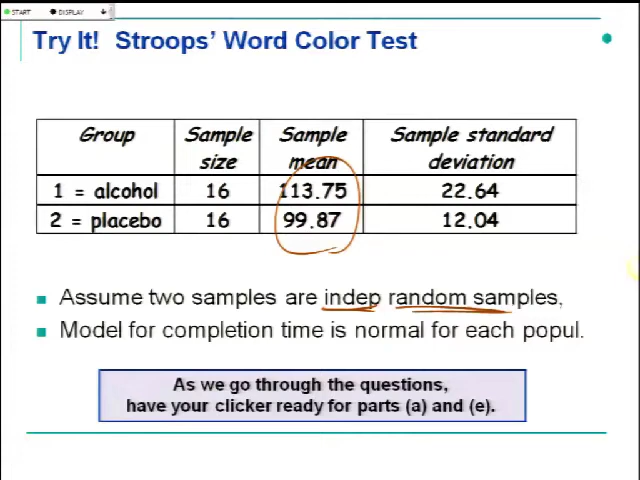 START DISPLAY
Try It! Stroops' Word Color Test
Group Sample size Sample mean Sample standard deviation
1 = alcohol 16 113.75 22.64
2 = placebo 16 99.87 12.04
Assume two samples are indep random samples,
Model for completion time is normal for each popul.
As we go through the questions,
have your clicker ready for parts (a) and (e).